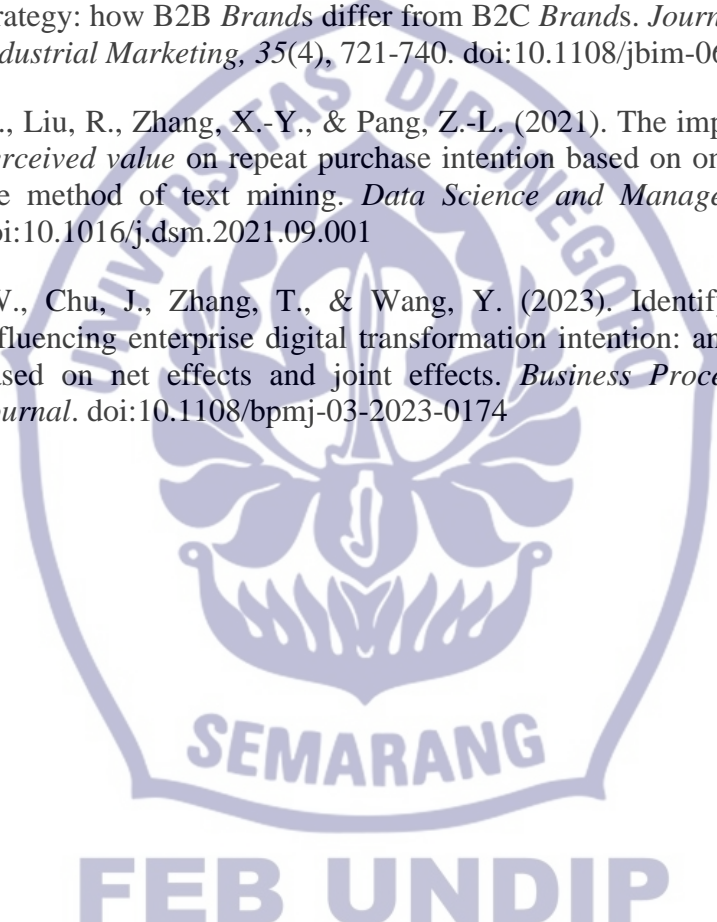 rategy: how B2B Brands differ from B2C Brands. Journ
dustrial Marketing, 35(4), 721-740. doi:10.1108/jbim-06
., Liu, R., Zhang, X.-Y., & Pang, Z.-L. (2021). The imp
erceived value on repeat purchase intention based on on
e method of text mining. Data Science and Manage
oi:10.1016/j.dsm.2021.09.001
V., Chu, J., Zhang, T., & Wang, Y. (2023). Identify
fluencing enterprise digital transformation intention: an
ased on net effects and joint effects. Business Proce
urnal. doi:10.1108/bpmj-03-2023-0174
UNIVERSITAS DIPONEGORO
SEMARANG
FEB UNDIP